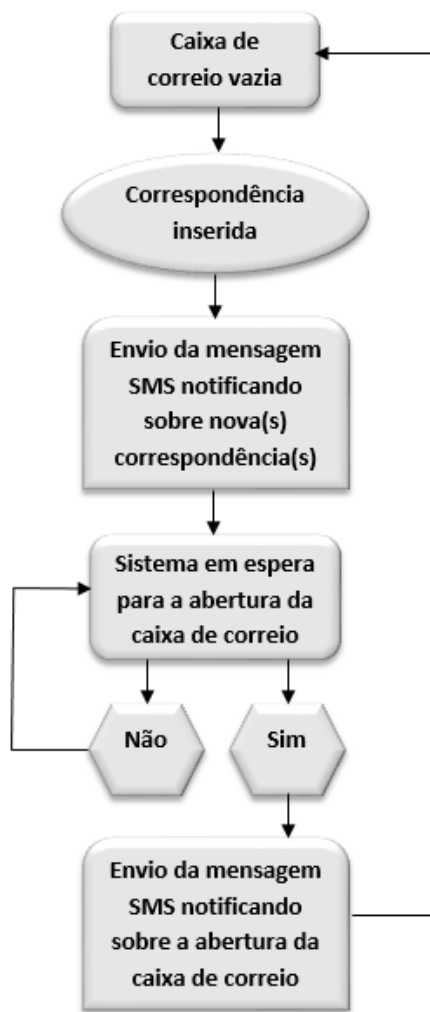 Caixa de
correio vazia
Correspondência
inserida
Envio da mensagem
SMS notificando
sobre nova(s)
correspondência(s)
Sistema em espera
para a abertura da
caixa de correio
Não
Sim
Envio da mensagem
SMS notificando
sobre a abertura da
caixa de correio